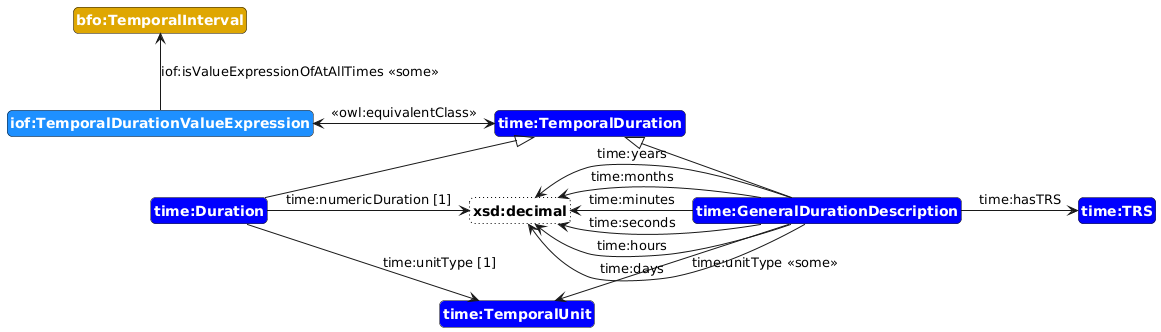 bfo:TemporalInterval
iof:isValueExpressionOfAtAllTimes «some»
iof:TemporalDurationValueExpression
«owl:equivalentClass»
time:TemporalDuration
time:years
time:months
time:Duration
time:numericDuration [1]
xsd:decimal
time:minutes
time:GeneralDurationDescription
time:hasTRS
time:TRS
time:seconds
time:hours
time:unitType [1]
time:days
time:unitType «some»
time:TemporalUnit